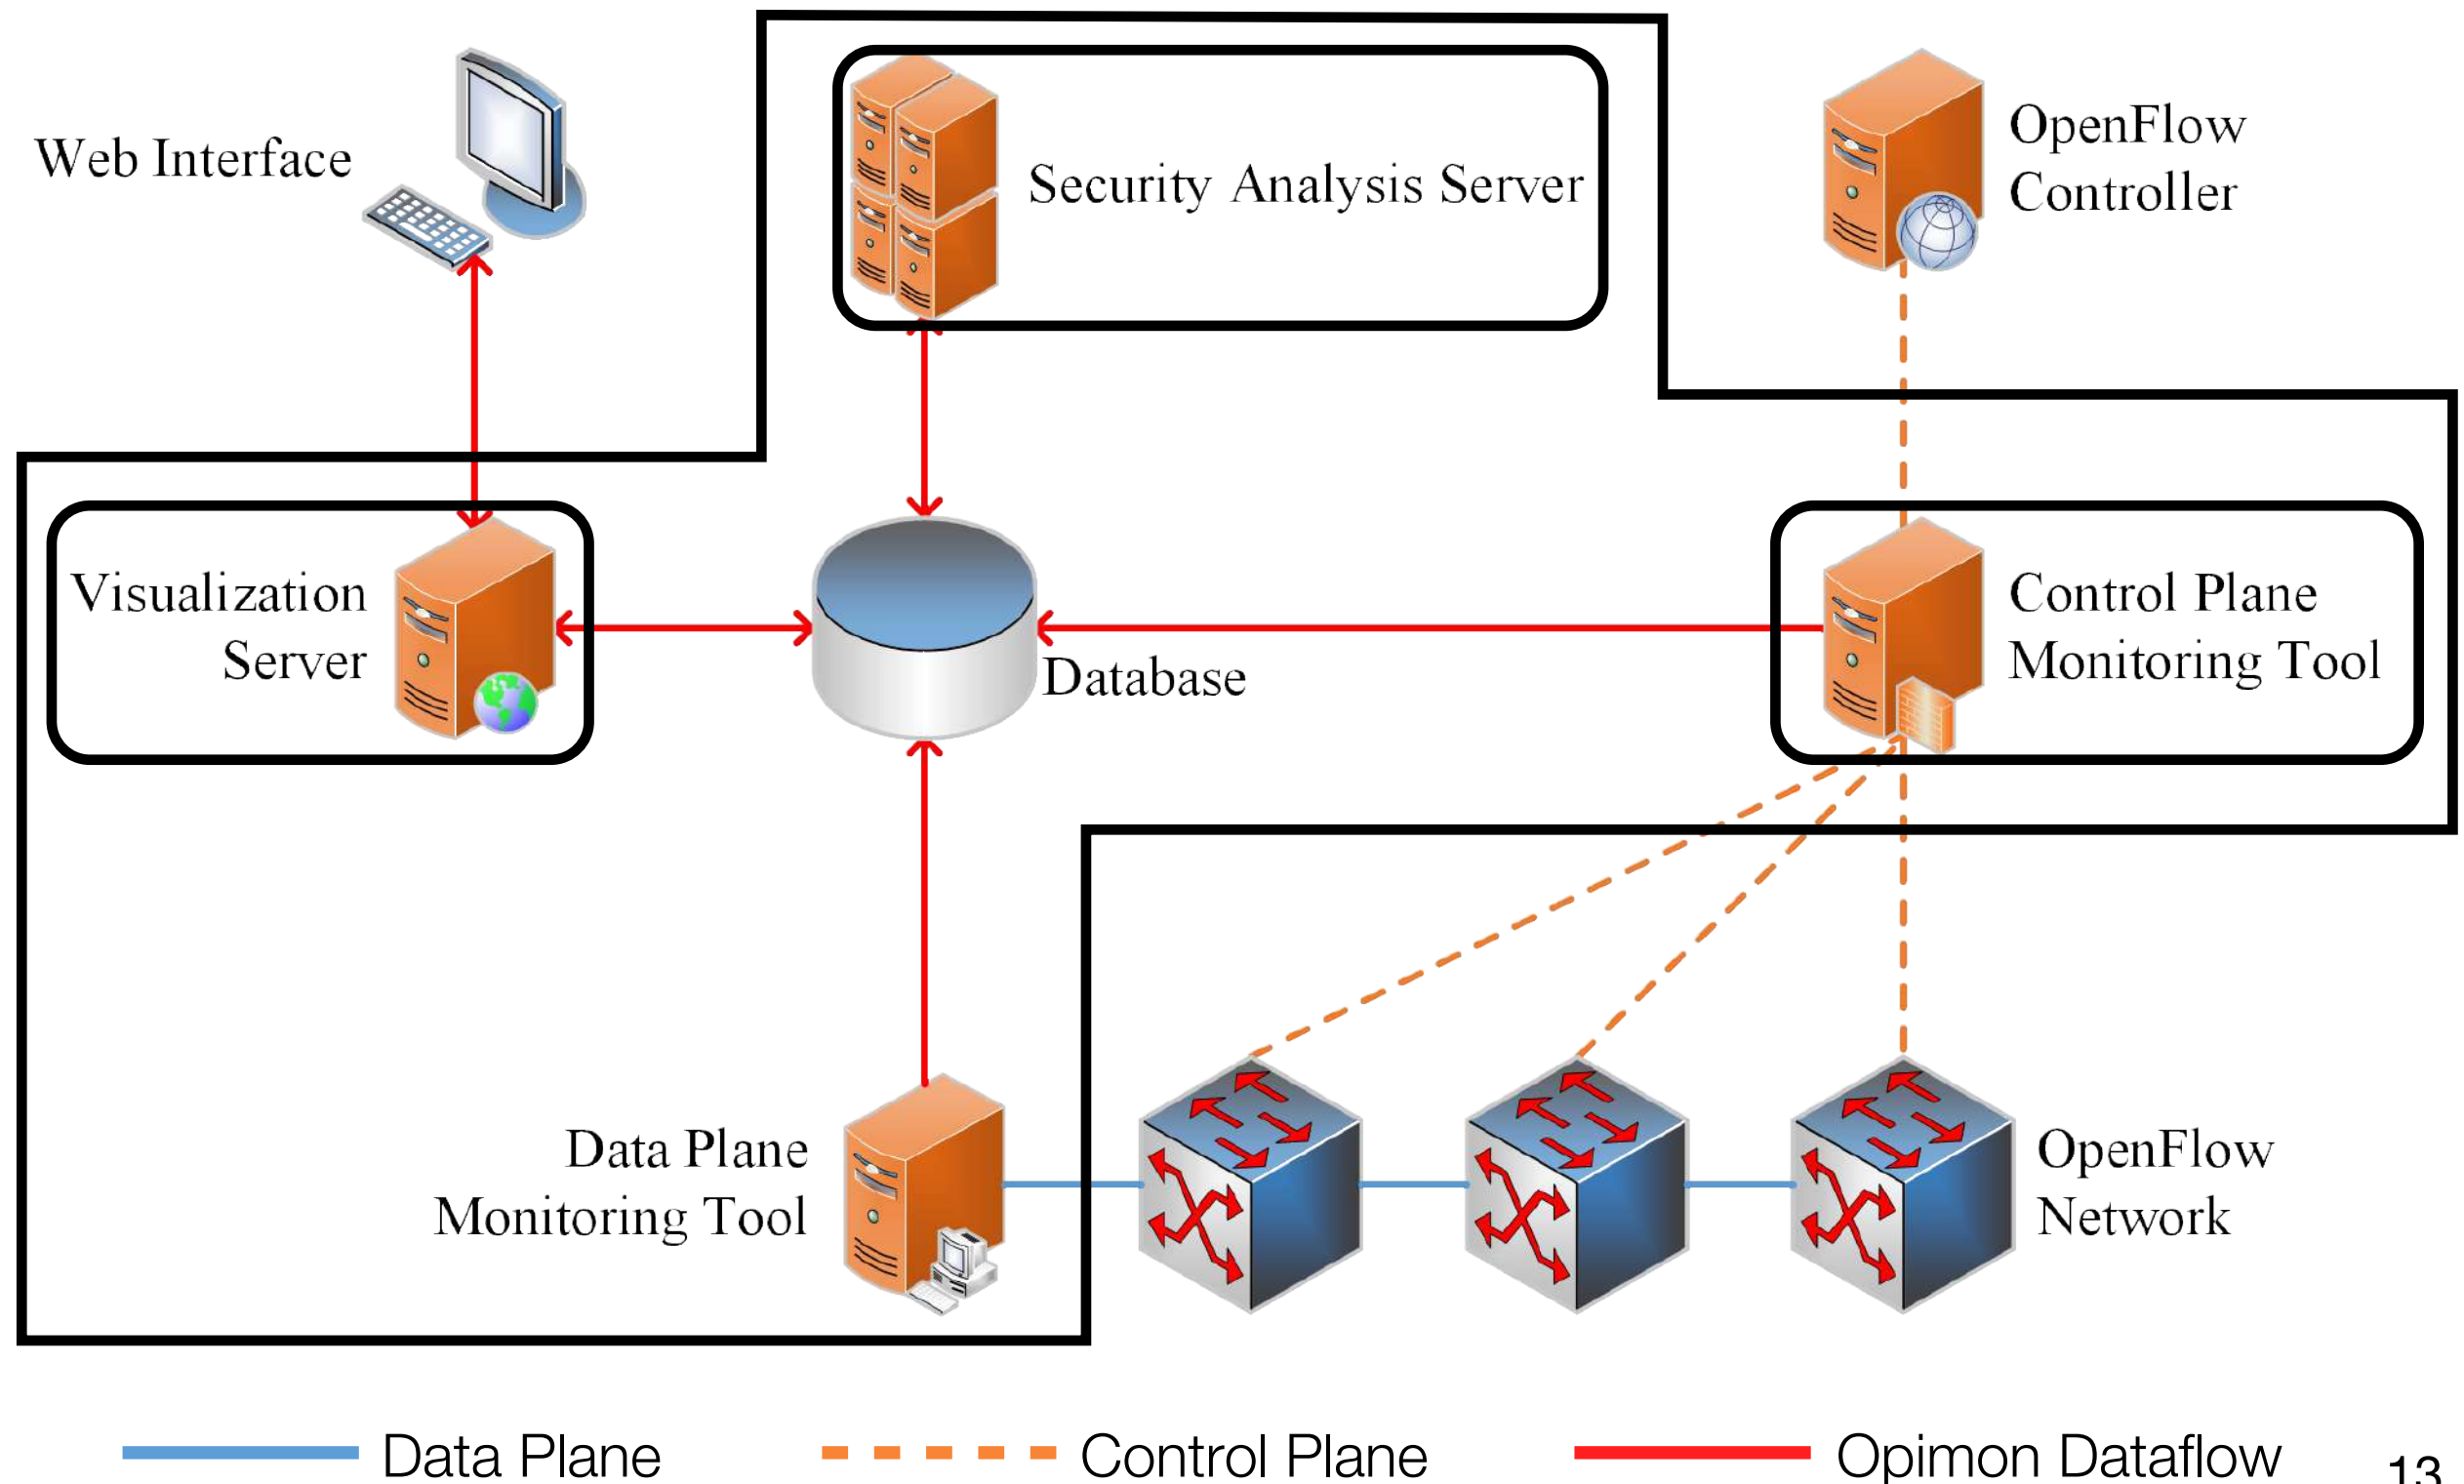 Web Interface
Security Analysis Server
OpenFlow
Controller
Visualization
Server
Database
Control Plane
Monitoring Tool
Data Plane
Monitoring Tool
OpenFlow
Network
Data Plane
Control Plane
Opimon Dataflow
13